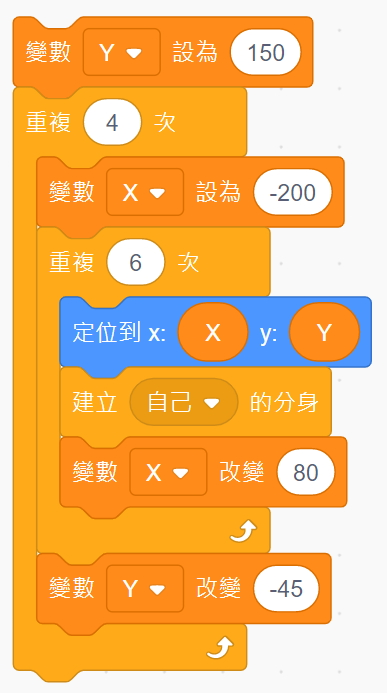 變數 Y 設為 150
重複 4 次
變數 X 設為 -200
重複 6 次
定位到 x: X y: Y
建立 自己 的分身
變數 X 改變 80
變數 Y 改變 -45